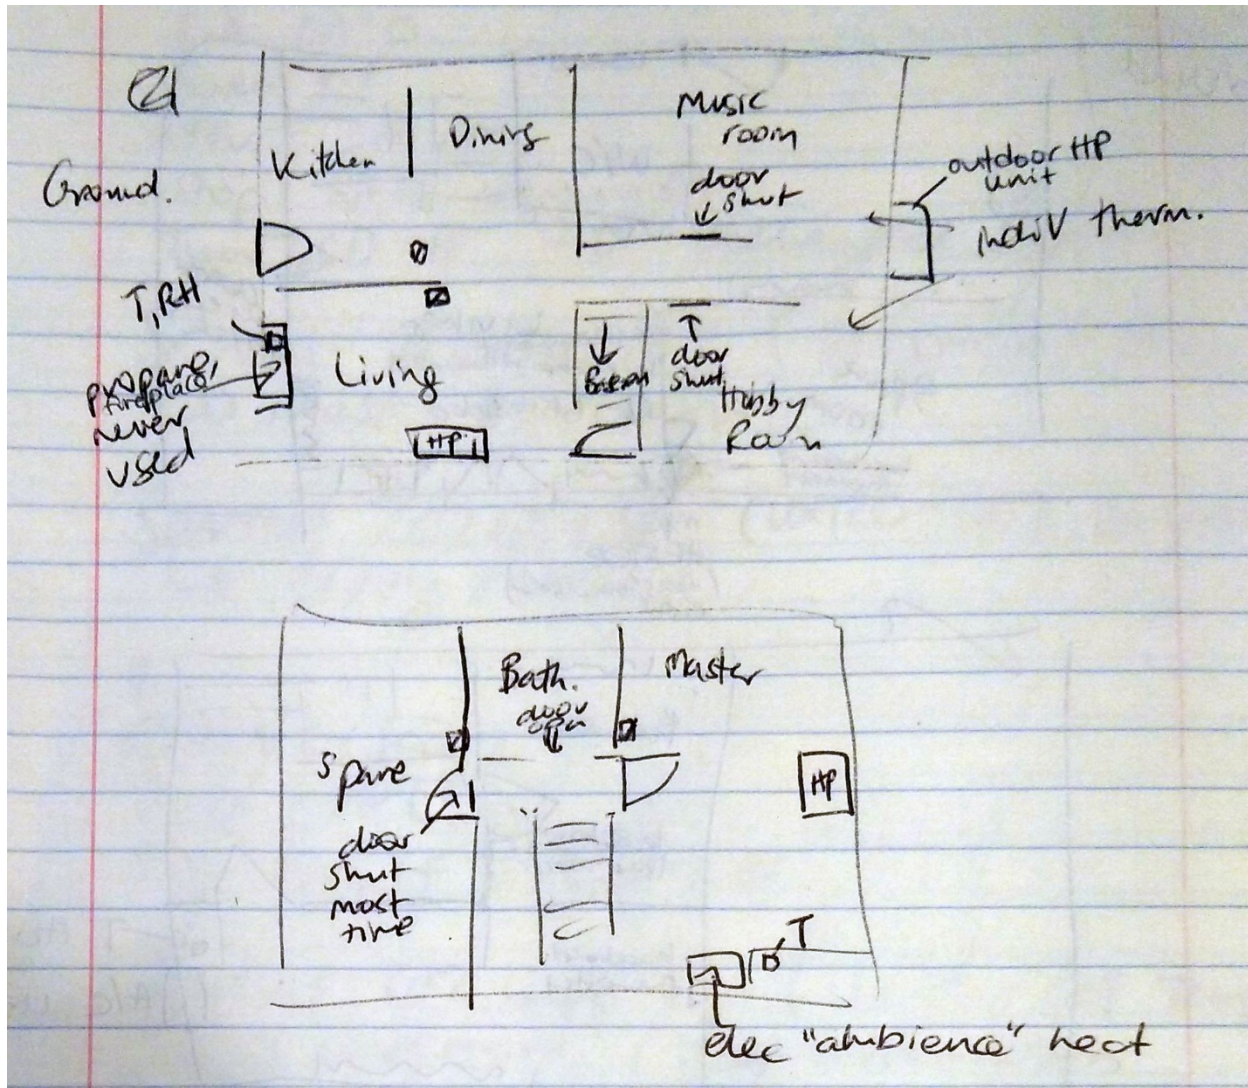 Ground.
Kitchen
Dining
Music
room
door
shut
outdoor HP
unit
indiV therm.
T, RH
propane,
fireplace,
never
used
Living
HP
door
shut
Hobby
Room
Bath.
door
open
Master
Spare
HP
door
shut
most
time
T
elec "ambience" heat